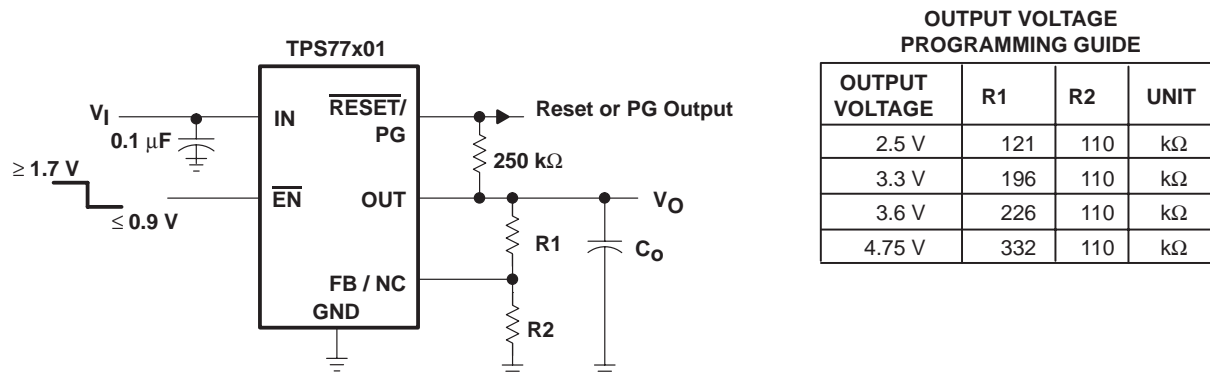 TPS77x01
V_I
0.1 μF
≥ 1.7 V
≤ 0.9 V
IN
EN
RESET/
PG
OUT
FB / NC
GND
Reset or PG Output
250 kΩ
V_O
R1
C_o
R2
OUTPUT VOLTAGE
PROGRAMMING GUIDE
OUTPUT
VOLTAGE R1 R2 UNIT
2.5 V 121 110 kΩ
3.3 V 196 110 kΩ
3.6 V 226 110 kΩ
4.75 V 332 110 kΩ